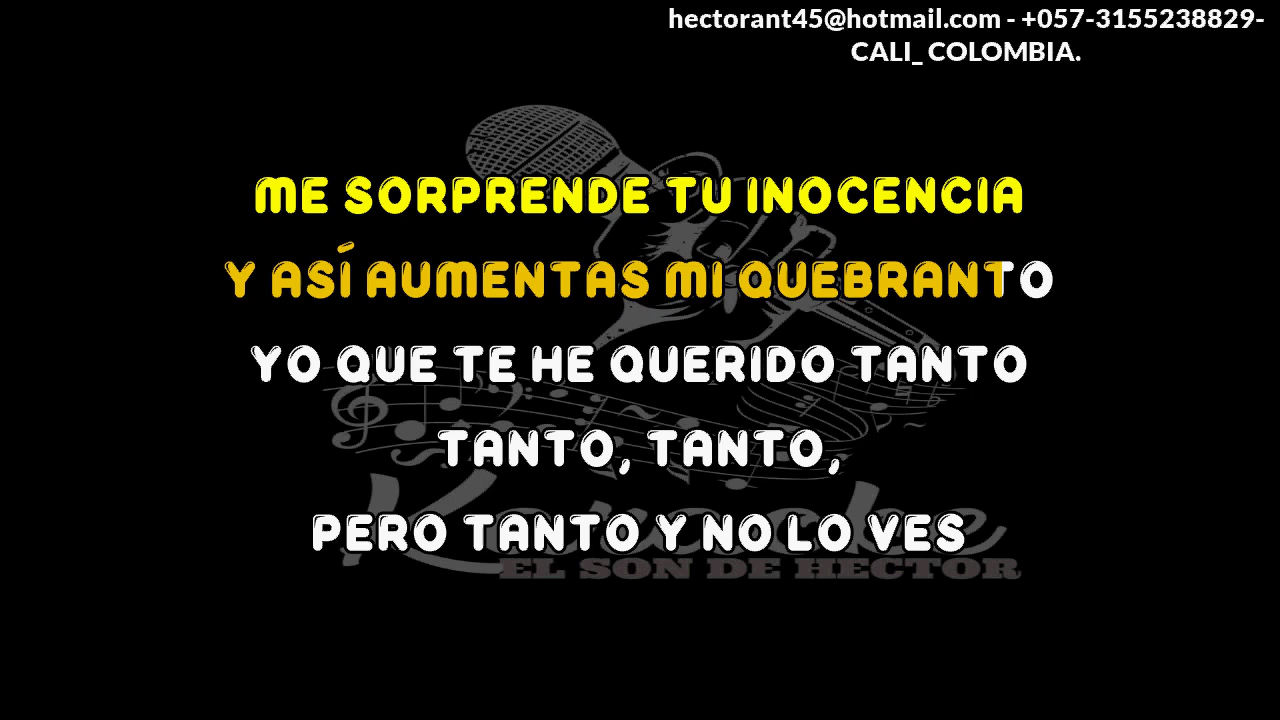 hectorant45@hotmail.com - +057-3155238829-
CALI_ COLOMBIA.
ME SORPRENDE TU INOCENCIA
Y ASÍ AUMENTAS MI QUEBRANTO
YO QUE TE HE QUERIDO TANTO
TANTO, TANTO,
PERO TANTO Y NO LO VES
Karaoke
EL SON DE HECTOR